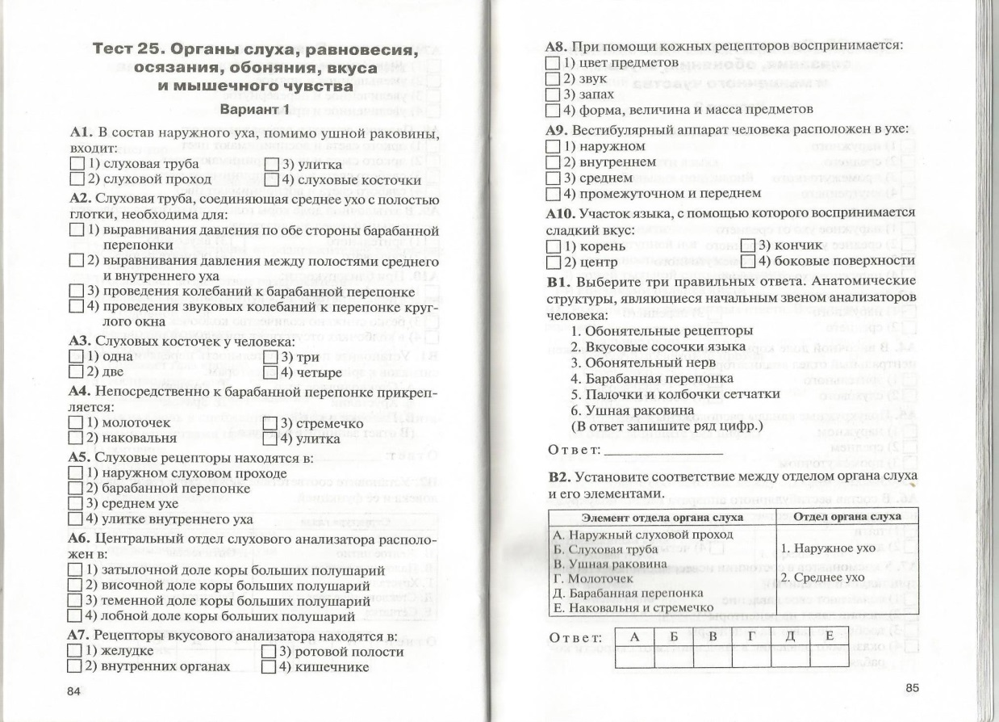 Тест 25. Органы слуха, равновесия,
осязания, обоняния, вкуса
и мышечного чувства
Вариант 1
А1. В состав наружного уха, помимо ушной раковины,
входит:
1) слуховая труба 3) улитка
2) слуховой проход 4) слуховые косточки
А2. Слуховая труба, соединяющая среднее ухо с полостью
глотки, необходима для:
1) выравнивания давления по обе стороны барабанной
перепонки
2) выравнивания давления между полостями среднего
и внутреннего уха
3) проведения колебаний к барабанной перепонке
4) проведения звуковых колебаний к перепонке круг-
лого окна
А3. Слуховых косточек у человека:
1) одна 3) три
2) две 4) четыре
А4. Непосредственно к барабанной перепонке прикреп-
ляется:
1) молоточек 3) стремечко
2) наковальня 4) улитка
А5. Слуховые рецепторы находятся в:
1) наружном слуховом проходе
2) барабанной перепонке
3) среднем ухе
4) улитке внутреннего уха
А6. Центральный отдел слухового анализатора располо-
жен в:
1) затылочной доле коры больших полушарий
2) височной доле коры больших полушарий
3) теменной доле коры больших полушарий
4) лобной доле коры больших полушарий
А7. Рецепторы вкусового анализатора находятся в:
1) желудке 3) ротовой полости
2) внутренних органах 4) кишечнике
84
А8. При помощи кожных рецепторов воспринимается:
1) цвет предметов
2) звук
3) запах
4) форма, величина и масса предметов
А9. Вестибулярный аппарат человека расположен в ухе:
1) наружном
2) внутреннем
3) среднем
4) промежуточном и переднем
А10. Участок языка, с помощью которого воспринимается
сладкий вкус:
1) корень 3) кончик
2) центр 4) боковые поверхности
В1. Выберите три правильных ответа. Анатомические
структуры, являющиеся начальным звеном анализаторов
человека:
1. Обонятельные рецепторы
2. Вкусовые сосочки языка
3. Обонятельный нерв
4. Барабанная перепонка
5. Палочки и колбочки сетчатки
6. Ушная раковина
(В ответ запишите ряд цифр.)
Ответ:
В2. Установите соответствие между отделом органа слуха
и его элементами.
Элемент отдела органа слуха Отдел органа слуха
А. Наружный слуховой проход
Б. Слуховая труба
В. Ушная раковина
Г. Молоточек
Д. Барабанная перепонка
Е. Наковальня и стремечко
1. Наружное ухо
2. Среднее ухо
Ответ: А Б В Г Д Е
85